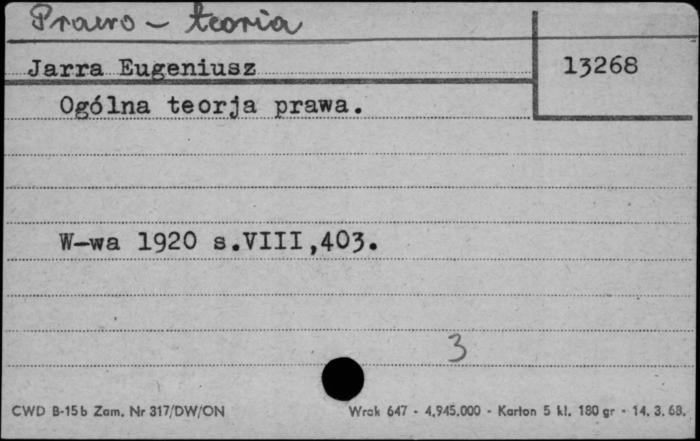 Prawo – teoria
Jarra Eugeniusz
13268
Ogólna teorja prawa.
W-wa 1920 s.VIII,403.
3
CWD B-15b Zam. Nr 317/DW/ON
Wrak 647 - 4,945.000 - Karton 5 kl. 180 gr - 14. 3. 68.